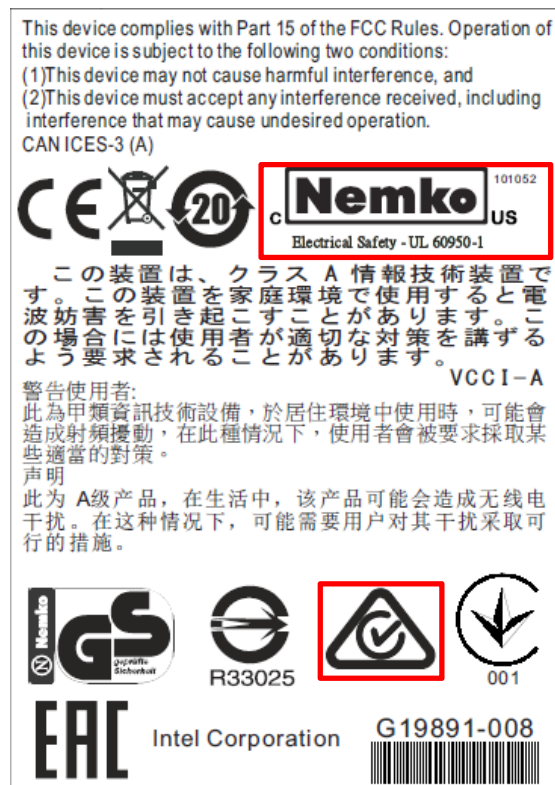 This device complies with Part 15 of the FCC Rules. Operation of
this device is subject to the following two conditions:
(1)This device may not cause harmful interference, and
(2)This device must accept any interference received, including
interference that may cause undesired operation.
CAN ICES-3 (A)
CE 20 C Nemko US 101052
Electrical Safety - UL 60950-1
この装置は、クラス A 情報技術装置で
す。この装置を家庭環境で使用すると電
波妨害を引き起こすことがあります。こ
の場合には使用者が適切な対策を講ずる
よう要求されることがあります。
VCCI-A
警告使用者:
此為甲類資訊技術設備，於居住環境中使用時，可能會
造成射頻擾動，在此種情況下，使用者會被要求採取某
些適當的對策。
声明
此为 A级产品，在生活中，该产品可能会造成无线电
干扰。在这种情况下，可能需要用户对其干扰采取可
行的措施。
N Nemko GS geprüfte Sicherheit
R33025
001
EAC Intel Corporation G19891-008